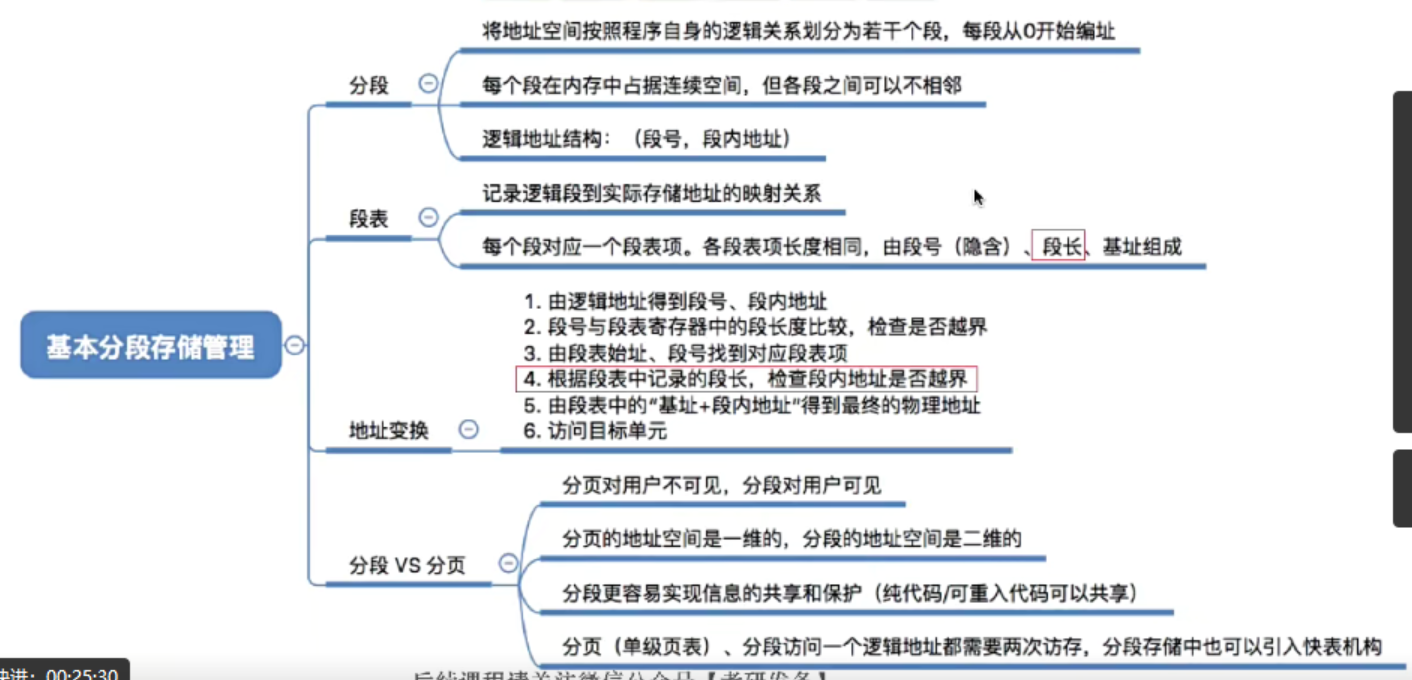 将地址空间按照程序自身的逻辑关系划分为若干个段，每段从0开始编址
分段
每个段在内存中占据连续空间，但各段之间可以不相邻
逻辑地址结构：（段号，段内地址）
记录逻辑段到实际存储地址的映射关系
段表
每个段对应一个段表项。各段表项长度相同，由段号（隐含）、段长、基址组成
基本分段存储管理
1. 由逻辑地址得到段号、段内地址
2. 段号与段表寄存器中的段长度比较，检查是否越界
3. 由段表始址、段号找到对应段表项
4. 根据段表中记录的段长，检查段内地址是否越界
5. 由段表中的“基址+段内地址”得到最终的物理地址
6. 访问目标单元
地址变换
分页对用户不可见，分段对用户可见
分页的地址空间是一维的，分段的地址空间是二维的
分段 VS 分页
分段更容易实现信息的共享和保护（纯代码/可重入代码可以共享）
分页（单级页表）、分段访问一个逻辑地址都需要两次访存，分段存储中也可以引入快表机构
快进：00:25:30